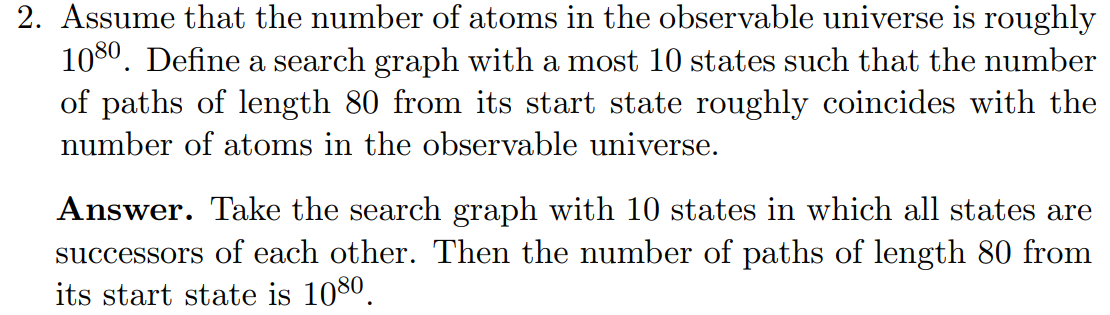 2. Assume that the number of atoms in the observable universe is roughly
10^80. Define a search graph with a most 10 states such that the number
of paths of length 80 from its start state roughly coincides with the
number of atoms in the observable universe.
Answer. Take the search graph with 10 states in which all states are
successors of each other. Then the number of paths of length 80 from
its start state is 10^80.